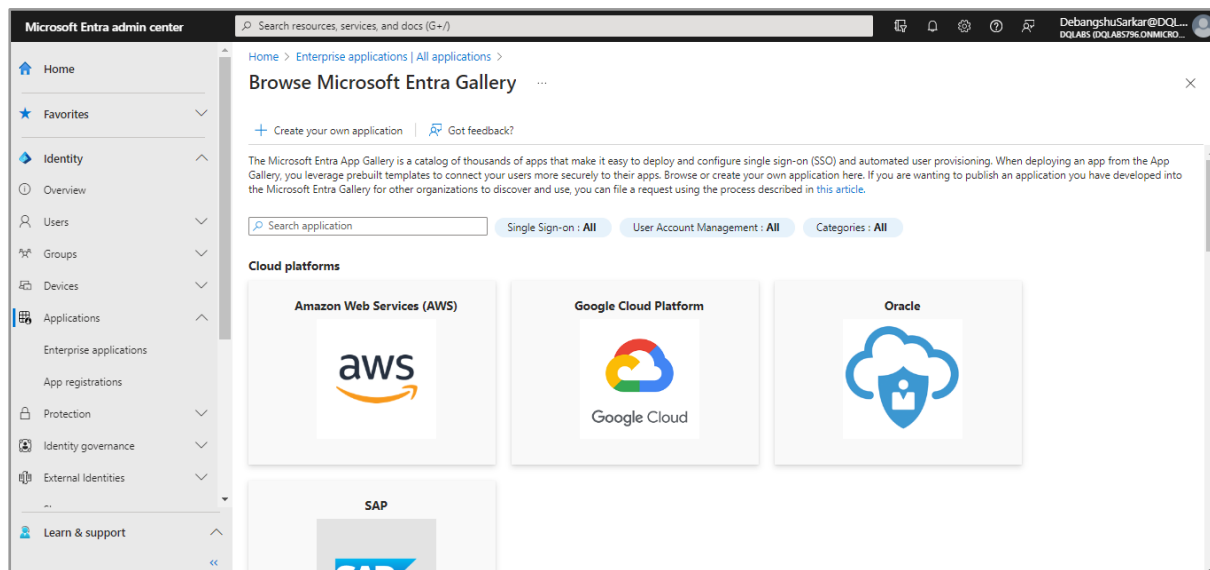 Microsoft Entra admin center
Search resources, services, and docs (G+/)
DebangshuSarkar@DQL...
DQLABS (DQLABS796.ONMICRO...
Home
Favorites
Identity
Overview
Users
Groups
Devices
Applications
Enterprise applications
App registrations
Protection
Identity governance
External Identities
Learn & support
«
Home > Enterprise applications | All applications >
Browse Microsoft Entra Gallery ...
Create your own application
Got feedback?
The Microsoft Entra App Gallery is a catalog of thousands of apps that make it easy to deploy and configure single sign-on (SSO) and automated user provisioning. When deploying an app from the App
Gallery, you leverage prebuilt templates to connect your users more securely to their apps. Browse or create your own application here. If you are wanting to publish an application you have developed into
the Microsoft Entra Gallery for other organizations to discover and use, you can file a request using the process described in this article.
Search application
Single Sign-on : All
User Account Management : All
Categories : All
Cloud platforms
Amazon Web Services (AWS)
aws
Google Cloud Platform
Google Cloud
Oracle
SAP
SAP